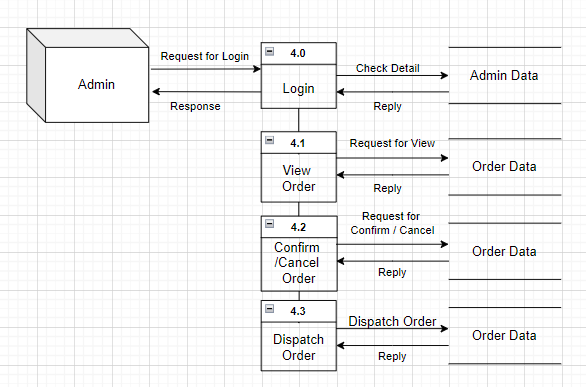 Admin
Request for Login
Response
4.0
Login
Check Detail
Reply
Admin Data
4.1
View
Order
Request for View
Reply
Order Data
4.2
Confirm
/Cancel
Order
Request for
Confirm / Cancel
Reply
Order Data
4.3
Dispatch
Order
Dispatch Order
Reply
Order Data